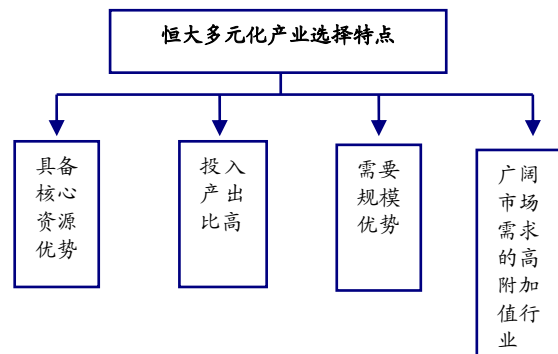 恒大多元化产业选择特点
具备
核心
资源
优势
投入
产出
比高
需要
规模
优势
广阔
市场
需求
的高
附加
值行
业